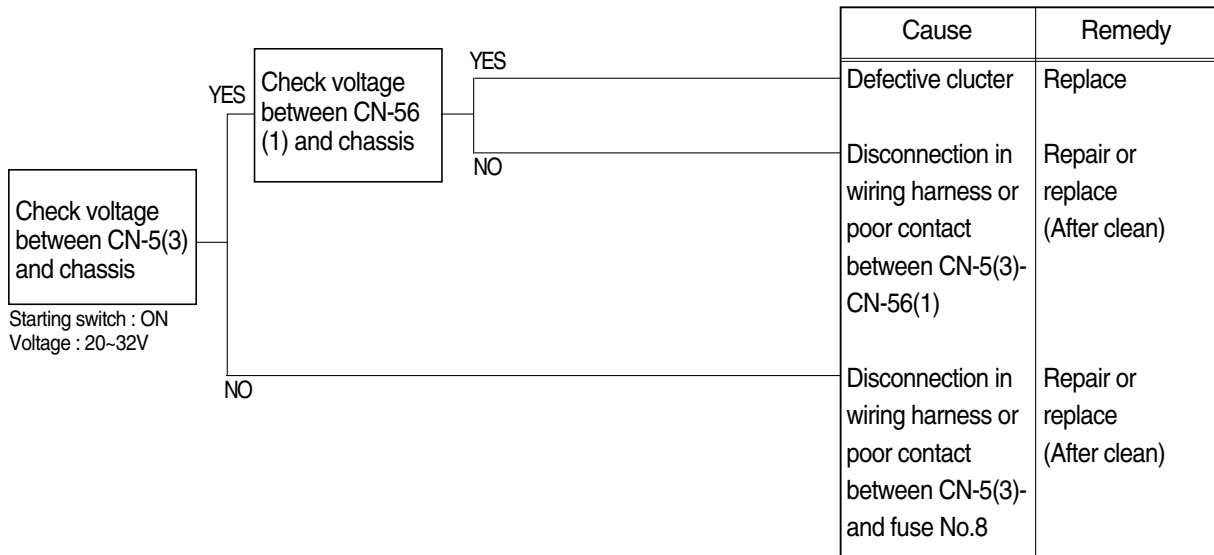 Cause
Remedy
YES
YES
Check voltage
between CN-56
(1) and chassis
Defective clucter
Replace
NO
Disconnection in
wiring harness or
poor contact
between CN-5(3)-
CN-56(1)
Repair or
replace
(After clean)
Check voltage
between CN-5(3)
and chassis
Starting switch : ON
Voltage : 20~32V
NO
Disconnection in
wiring harness or
poor contact
between CN-5(3)-
and fuse No.8
Repair or
replace
(After clean)